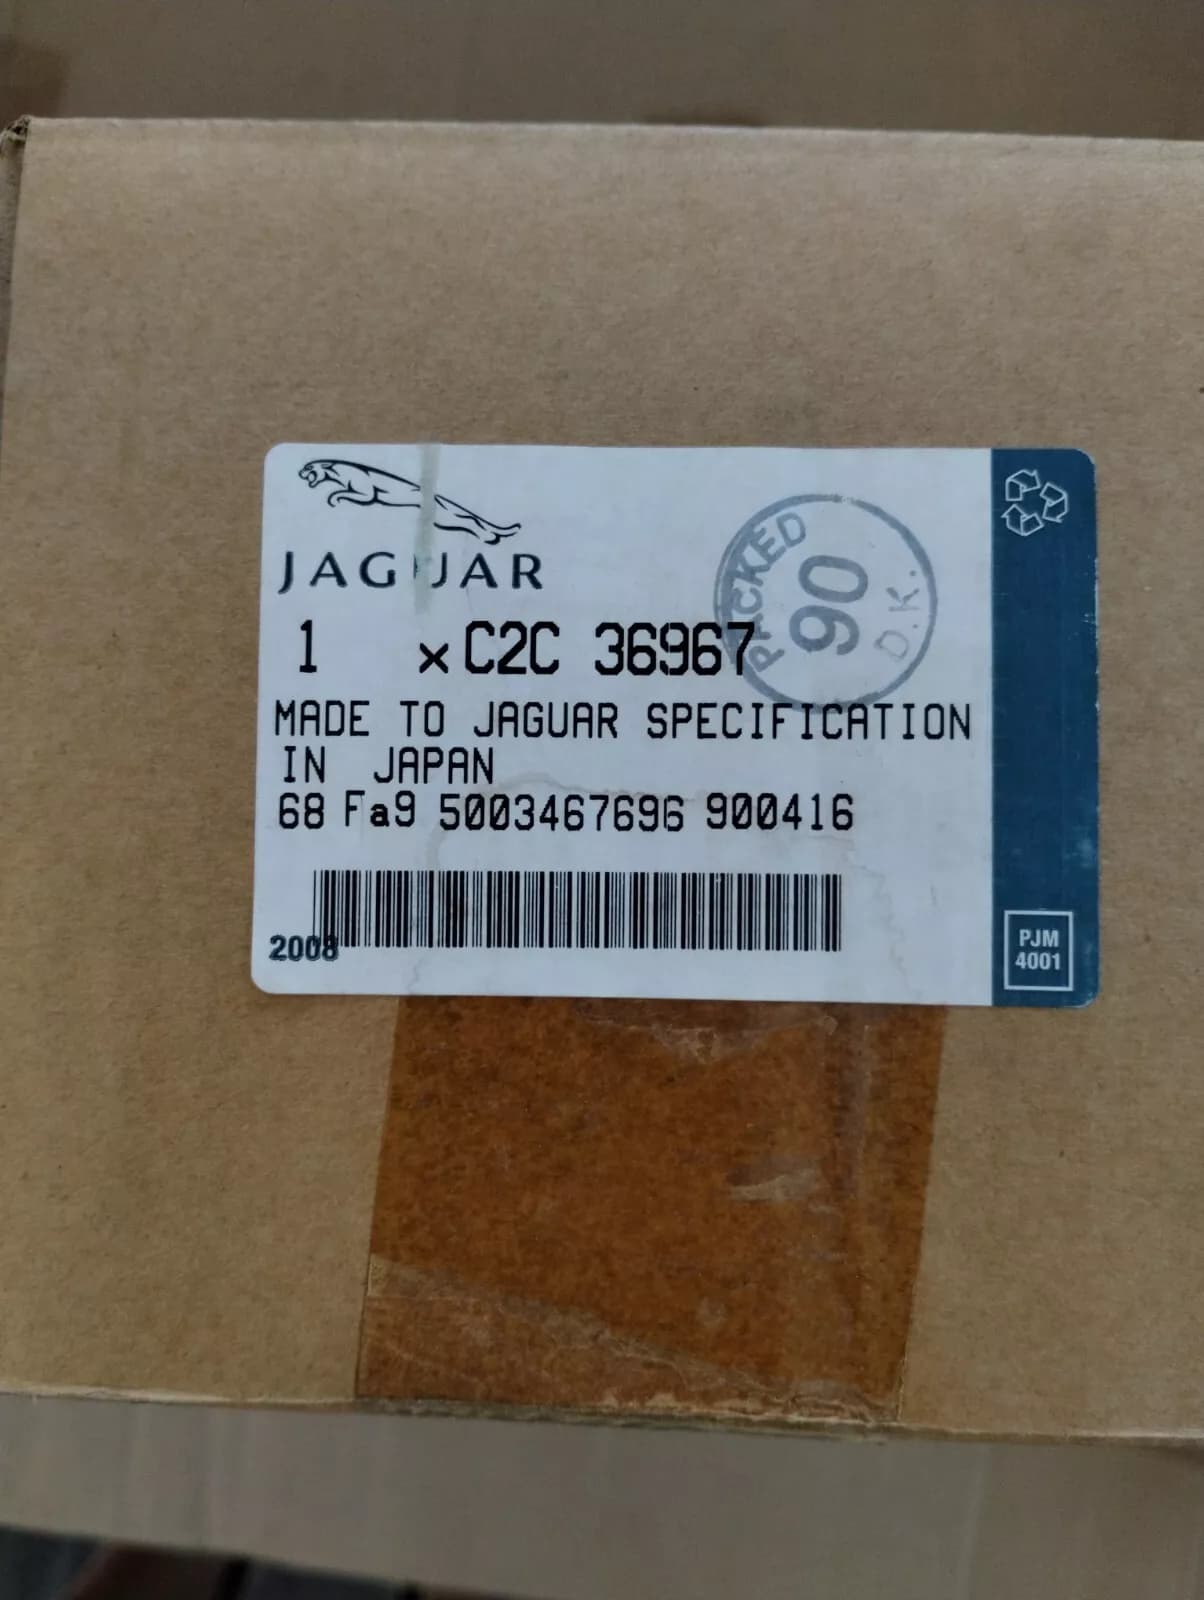 JAGUAR
PACKED
90
D.K.
1 x C2C 36967
MADE TO JAGUAR SPECIFICATION
IN JAPAN
68 Fa9 5003467696 900416
2008
PJM
4001